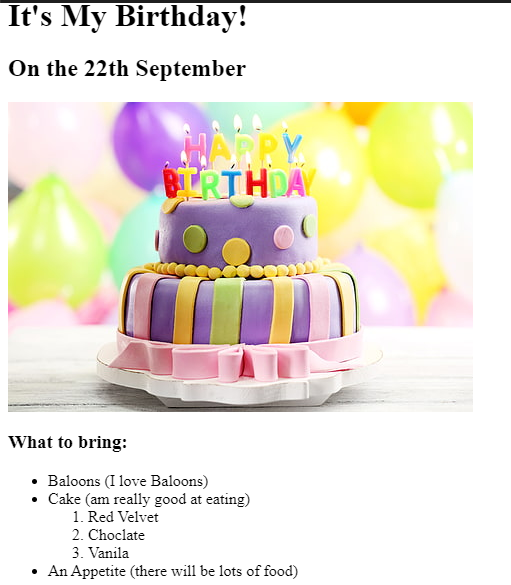 It's My Birthday!
On the 22th September
HAPPY
BIRTHDAY
What to bring:
• Baloons (I love Baloons)
• Cake (am really good at eating)
1. Red Velvet
2. Choclate
3. Vanila
• An Appetite (there will be lots of food)